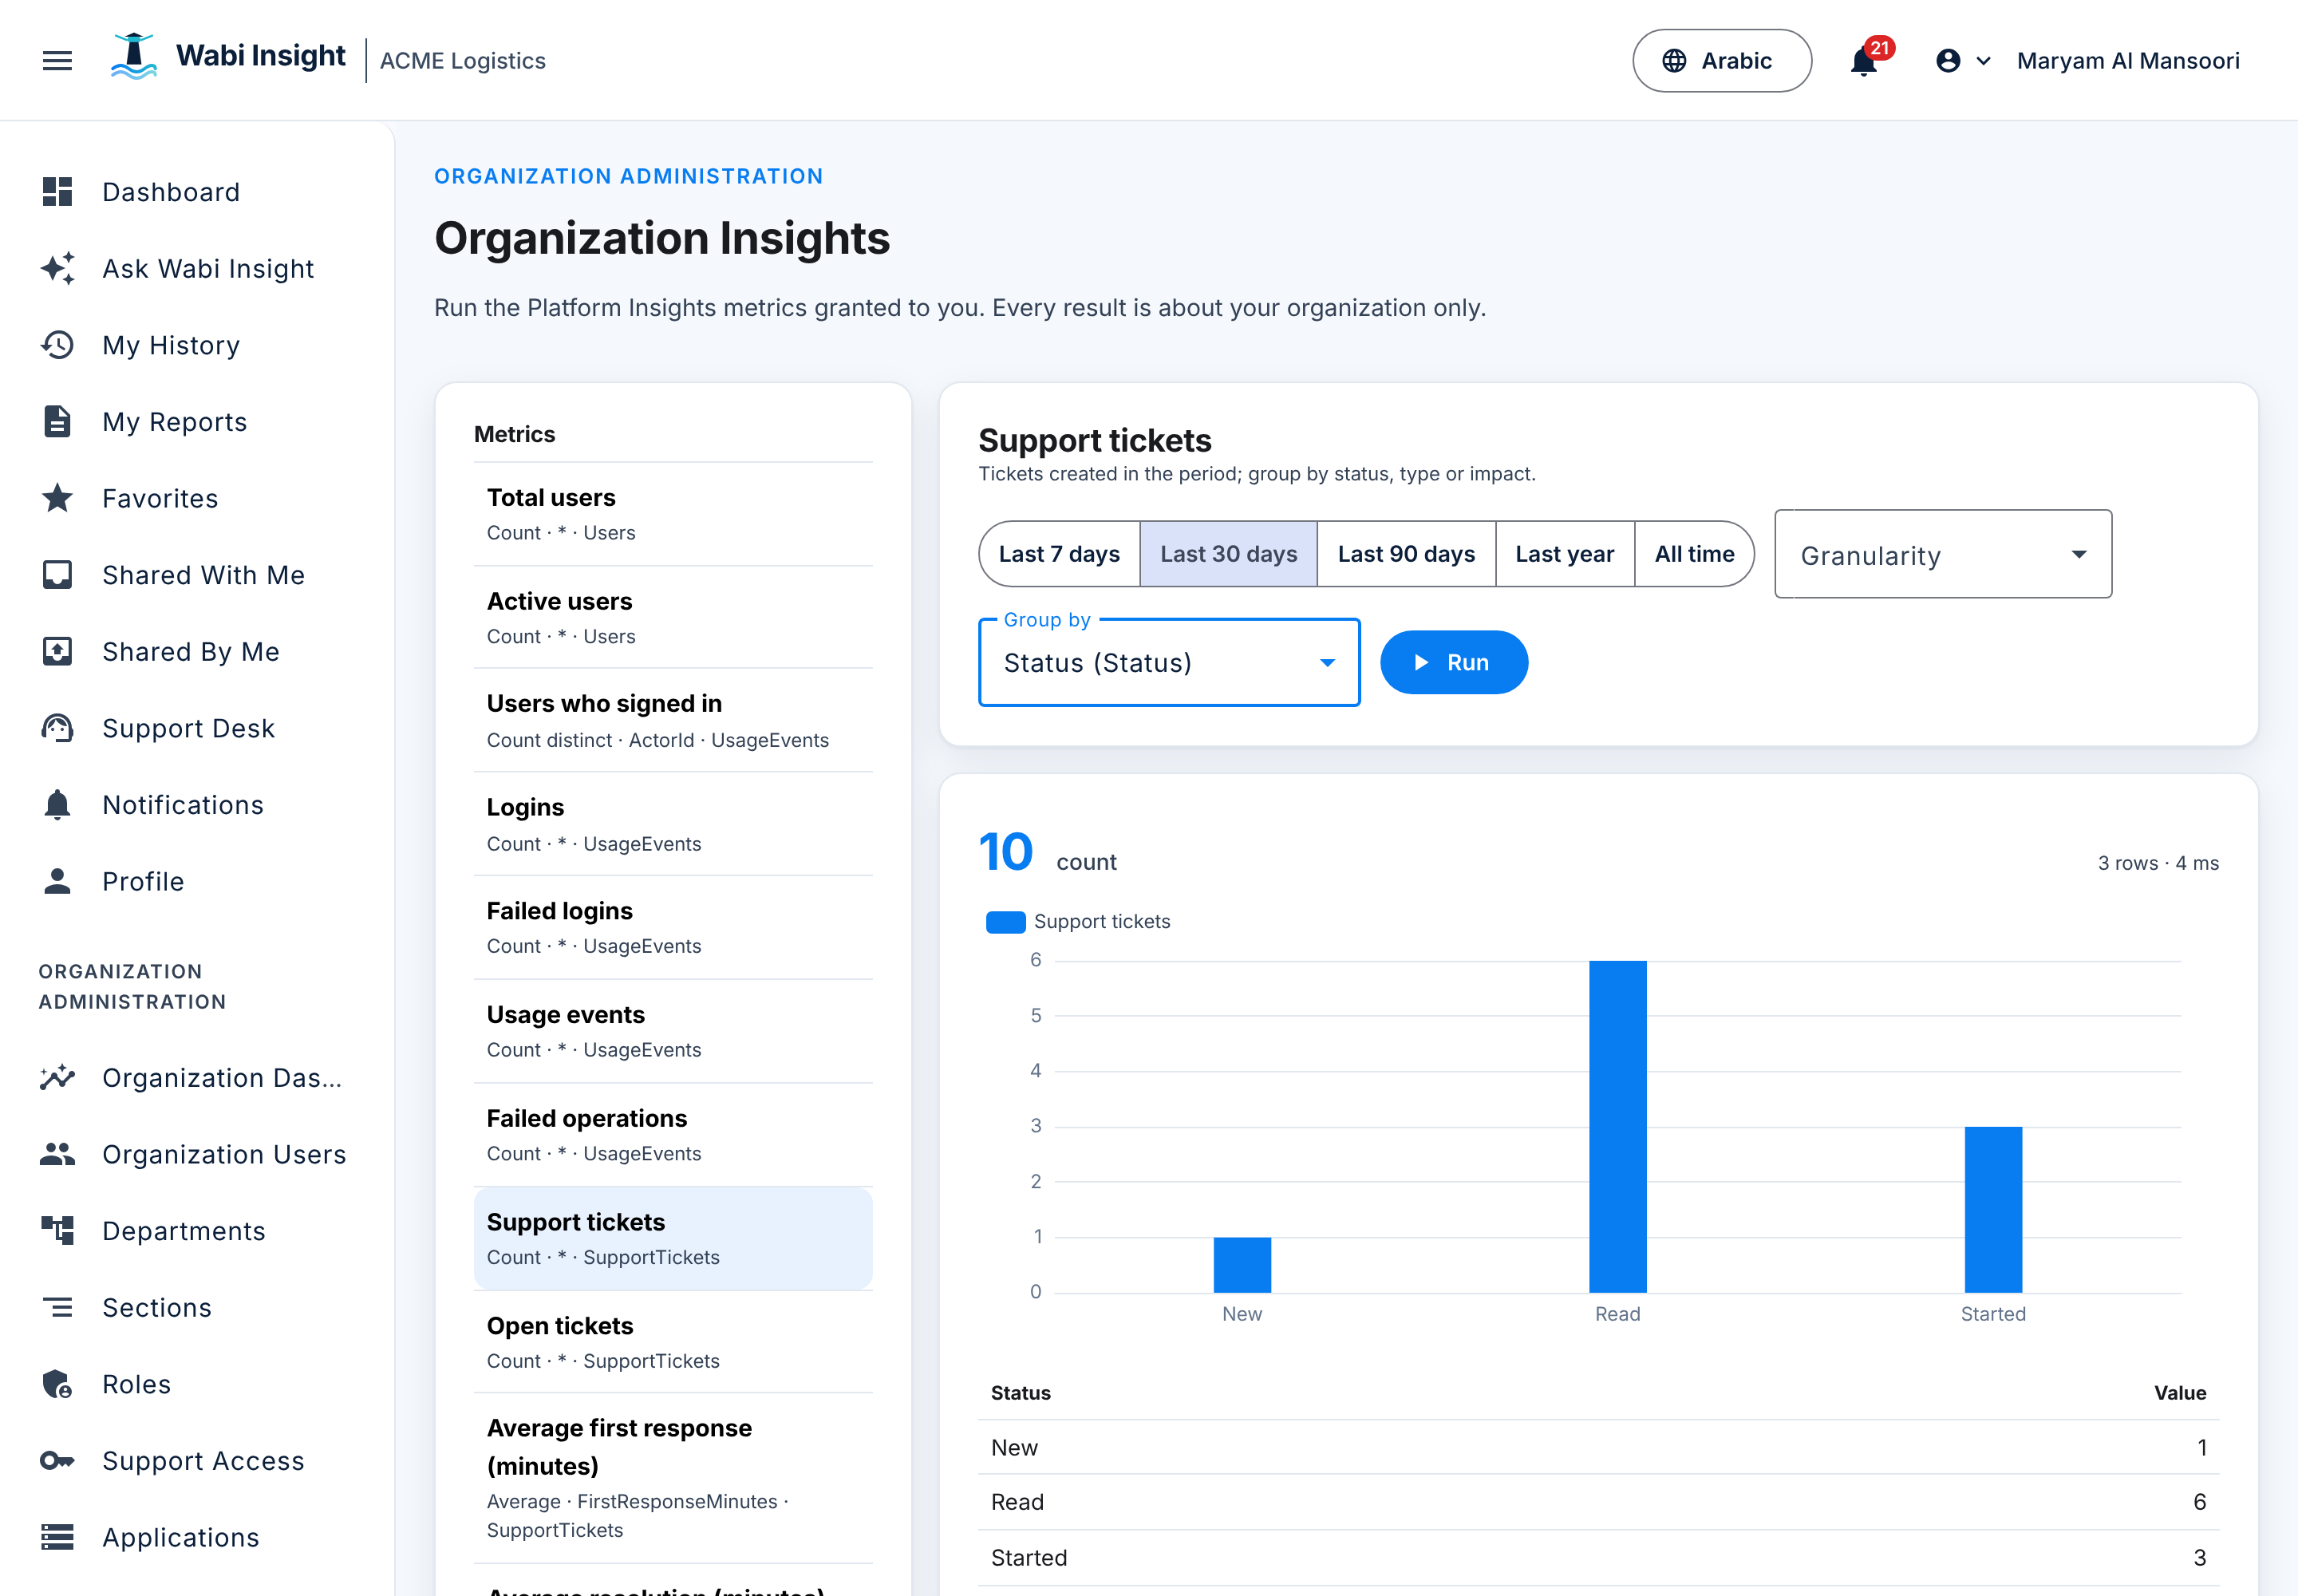 Wabi Insight
ACME Logistics
Arabic
21
Maryam Al Mansoori
Dashboard
Ask Wabi Insight
My History
My Reports
Favorites
Shared With Me
Shared By Me
Support Desk
Notifications
Profile
ORGANIZATION
ADMINISTRATION
Organization Das...
Organization Users
Departments
Sections
Roles
Support Access
Applications
ORGANIZATION ADMINISTRATION
Organization Insights
Run the Platform Insights metrics granted to you. Every result is about your organization only.
Metrics
Total users
Count · * · Users
Active users
Count · * · Users
Users who signed in
Count distinct · ActorId · UsageEvents
Logins
Count · * · UsageEvents
Failed logins
Count · * · UsageEvents
Usage events
Count · * · UsageEvents
Failed operations
Count · * · UsageEvents
Support tickets
Count · * · SupportTickets
Open tickets
Count · * · SupportTickets
Average first response
(minutes)
Average · FirstResponseMinutes ·
SupportTickets
Average resolution (minutes)
Support tickets
Tickets created in the period; group by status, type or impact.
Last 7 days
Last 30 days
Last 90 days
Last year
All time
Granularity
Group by
Status (Status)
Run
10 count
3 rows · 4 ms
Support tickets
6
5
4
3
2
1
0
New
Read
Started
Status Value
New 1
Read 6
Started 3